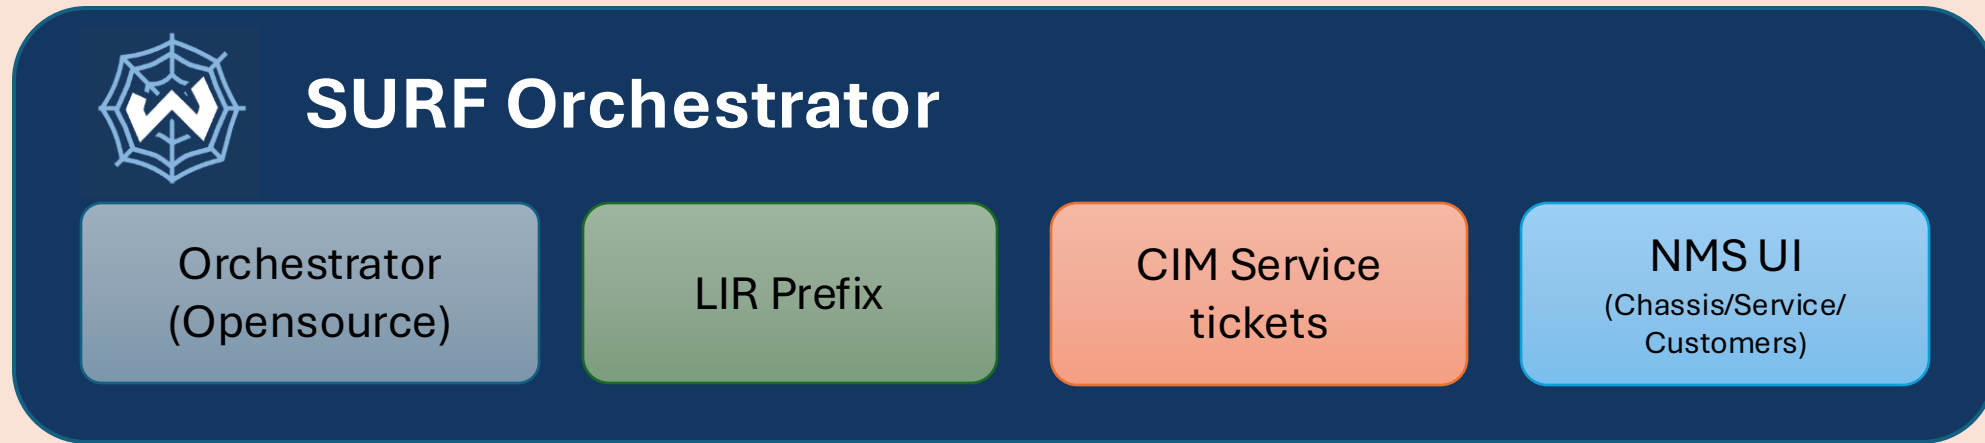 SURF Orchestrator
Orchestrator
(Opensource)
LIR Prefix
CIM Service
tickets
NMS UI
(Chassis/Service/
Customers)